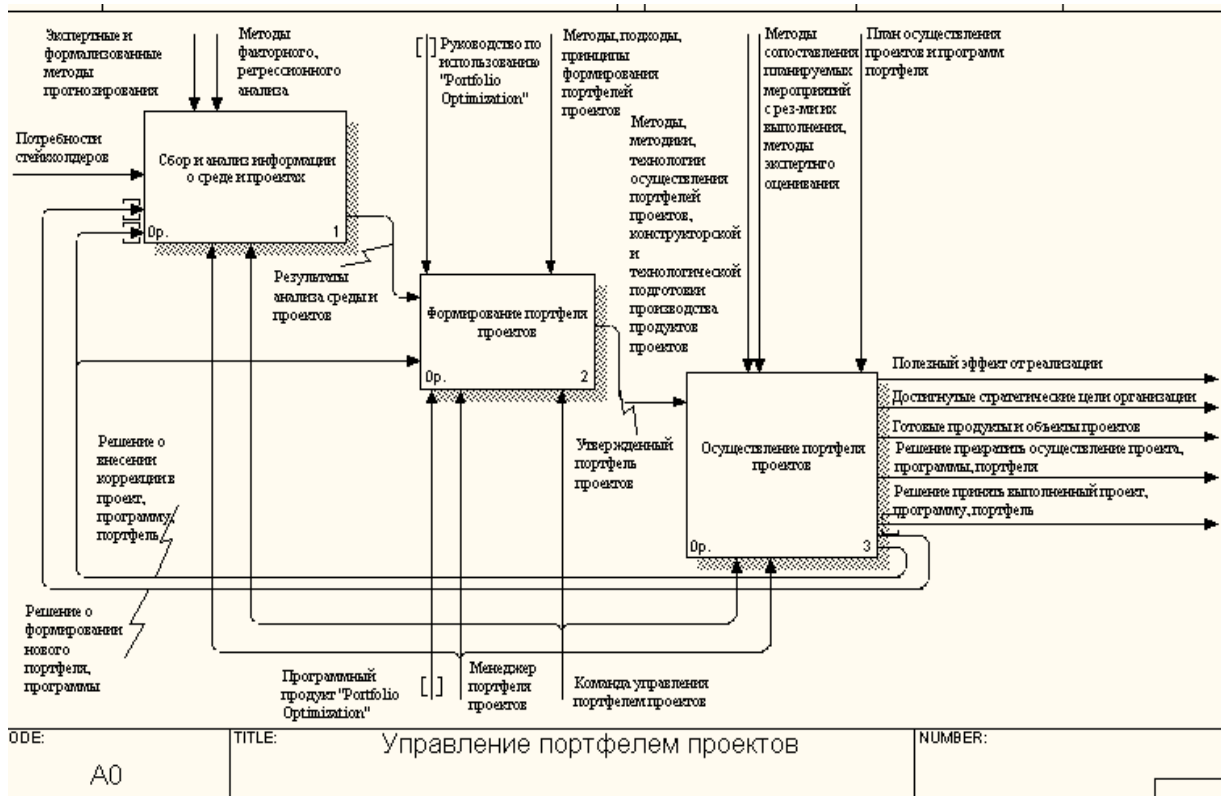 Экспертные и
формализованные
методы
прогнозирования
Методы
факторного,
регрессионного
анализа
Руководство по
использованию
"Portfolio
Optimization"
Методы, подходы,
принципы
формирования
портфелей
проектов
Методы
сопоставления
планируемых
мероприятий
с рез-ми их
выполнения,
методы
экспертнго
оценивания
План осуществления
проектов и программ
портфеля
Потребности
стейкхолдеров
Сбор и анализ информации
о среде и проектах
0р.
1
Методы,
методики,
технологии
осуществления
портфелей
проектов,
конструкторской
и
технологической
подготовки
производства
продуктов
проектов
Результаты
анализа среды и
проектов
Формирование портфеля
проектов
0р.
2
Утвержденный
портфель
проектов
Осуществление портфеля
проектов
0р.
3
Полезный эффект от реализации
Достигнутые стратегические цели организации
Готовые продукты и объекты проектов
Решение прекратить осуществление проекта,
программы, портфеля
Решение принять выполненный проект,
программу, портфель
Решение о
внесении
коррекции в
проект,
программу,
портфель
Решение о
формировании
нового
портфеля,
программы
Программный
продукт "Portfolio
Optimization"
Менеджер
портфеля
проектов
Команда управления
портфелем проектов
ODE:
A0
TITLE:
Управление портфелем проектов
NUMBER: